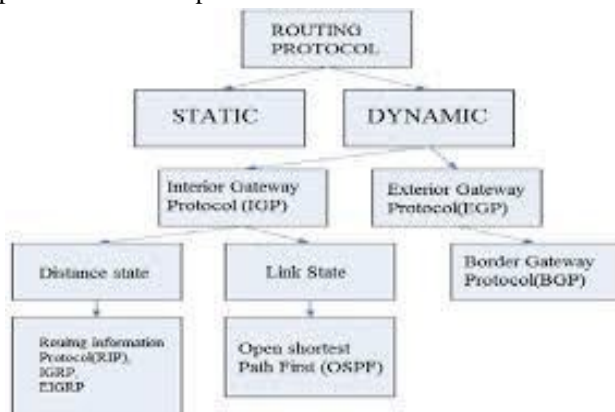 ROUTING
PROTOCOL
STATIC
DYNAMIC
Interior Gateway
Protocol (IGP)
Exterior Gateway
Protocol(EGP)
Distance state
Link State
Border Gateway
Protocol(BGP)
Routing information
Protocol(RIP),
IGRP,
EIGRP
Open shortest
Path First (OSPF)